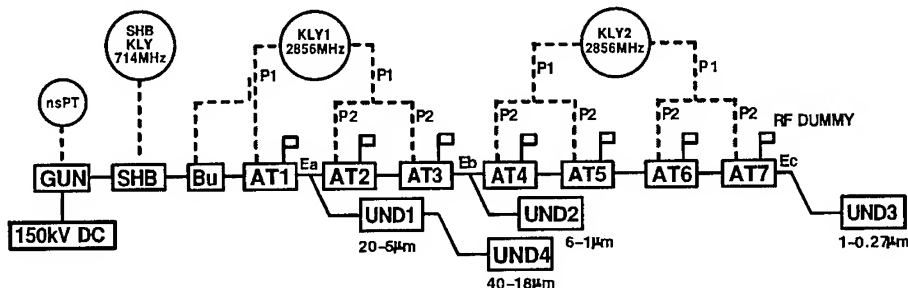 SHB
KLY
714MHz
KLY1
2856MHz
KLY2
2856MHz
nsPT
P1
P1
P1
P1
P2
P2
P2
P2
P2
RF DUMMY
GUN
SHB
Bu
AT1
Ea
AT2
AT3
Eb
AT4
AT5
AT6
AT7
Ec
150kV DC
UND1
20-5μm
UND4
40-18μm
UND2
6-1μm
UND3
1-0.27μm